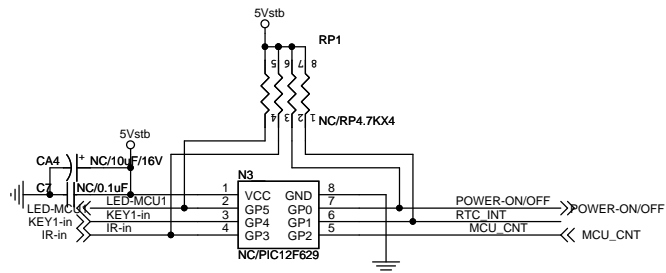 5Vstb
RP1
5 6 7 8
4 3 2 1
NC/RP4.7KX4
5Vstb
CA4 + NC/10uF/16V
C7 NC/0.1uF
N3
1 VCC GND 8
LED-MCU1 LED-MCU1 2 GP5 GP0 7 POWER-ON/OFF POWER-ON/OFF
KEY1-in KEY1-in 3 GP4 GP1 6 RTC_INT
IR-in IR-in 4 GP3 GP2 5 MCU_CNT MCU_CNT
NC/PIC12F629